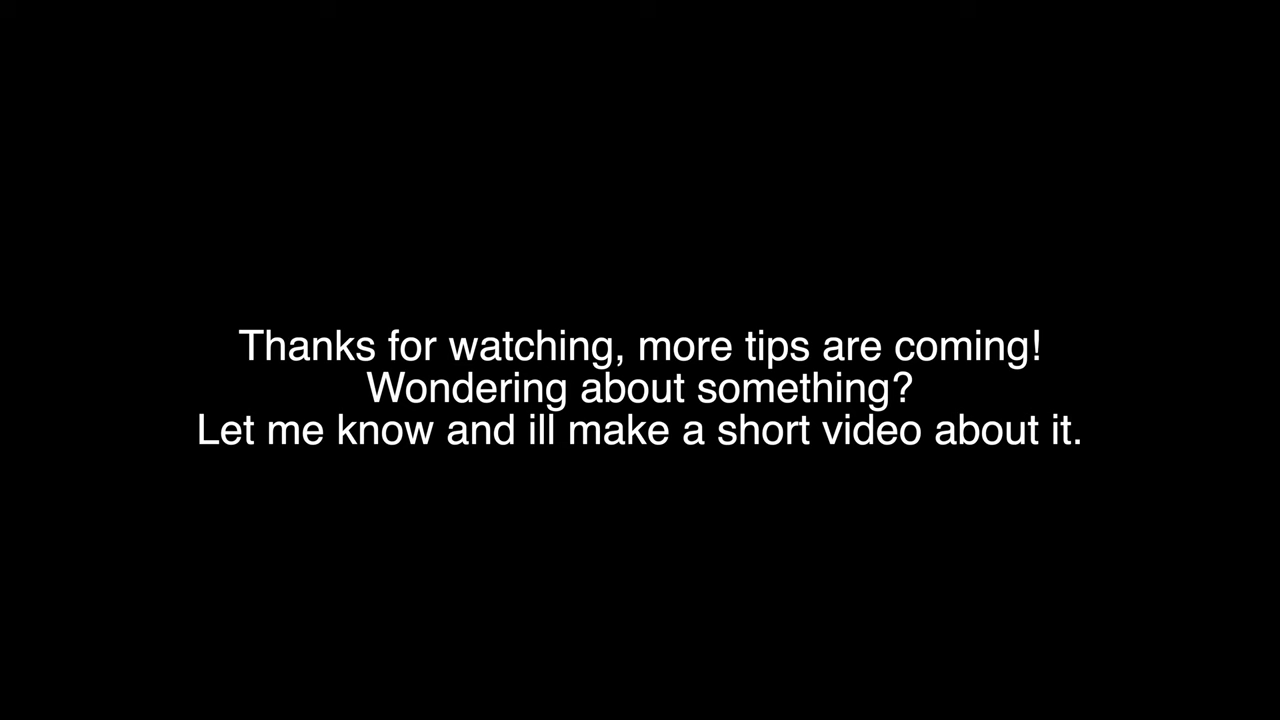 Thanks for watching, more tips are coming!
Wondering about something?
Let me know and ill make a short video about it.